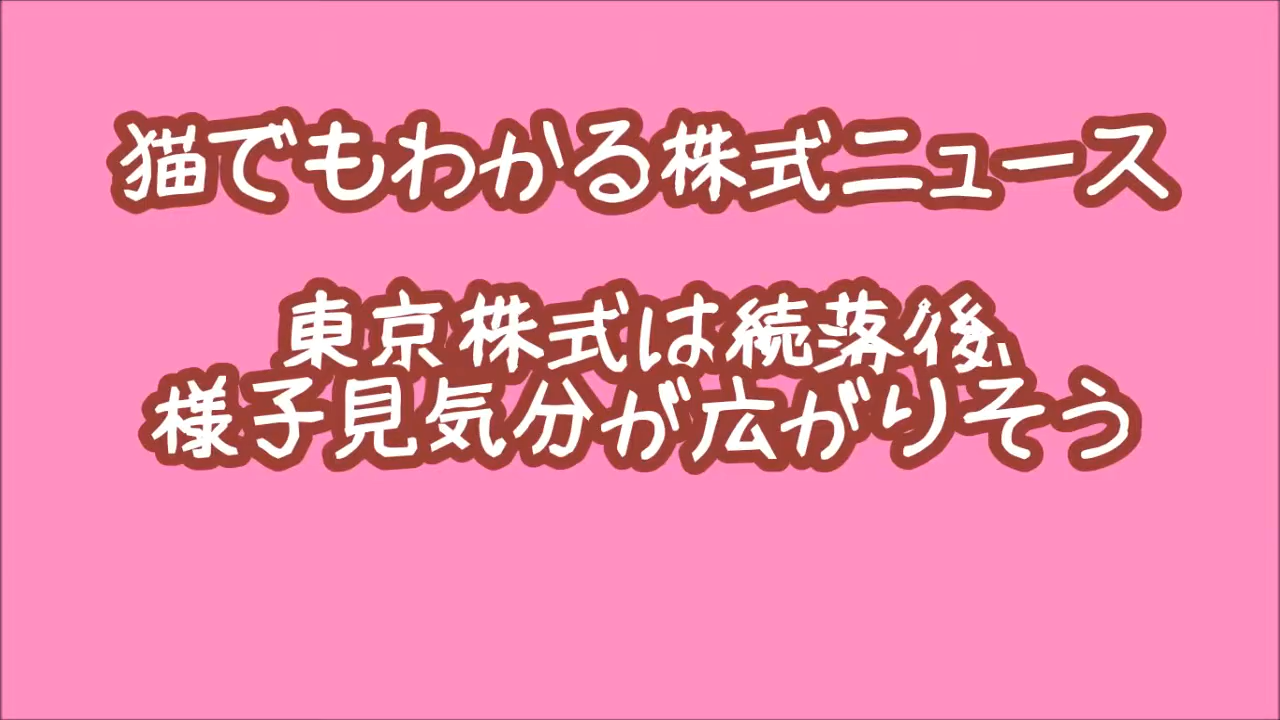 猫でもわかる株式ニュース
東京株式は続落後、
様子見気分が広がりそう